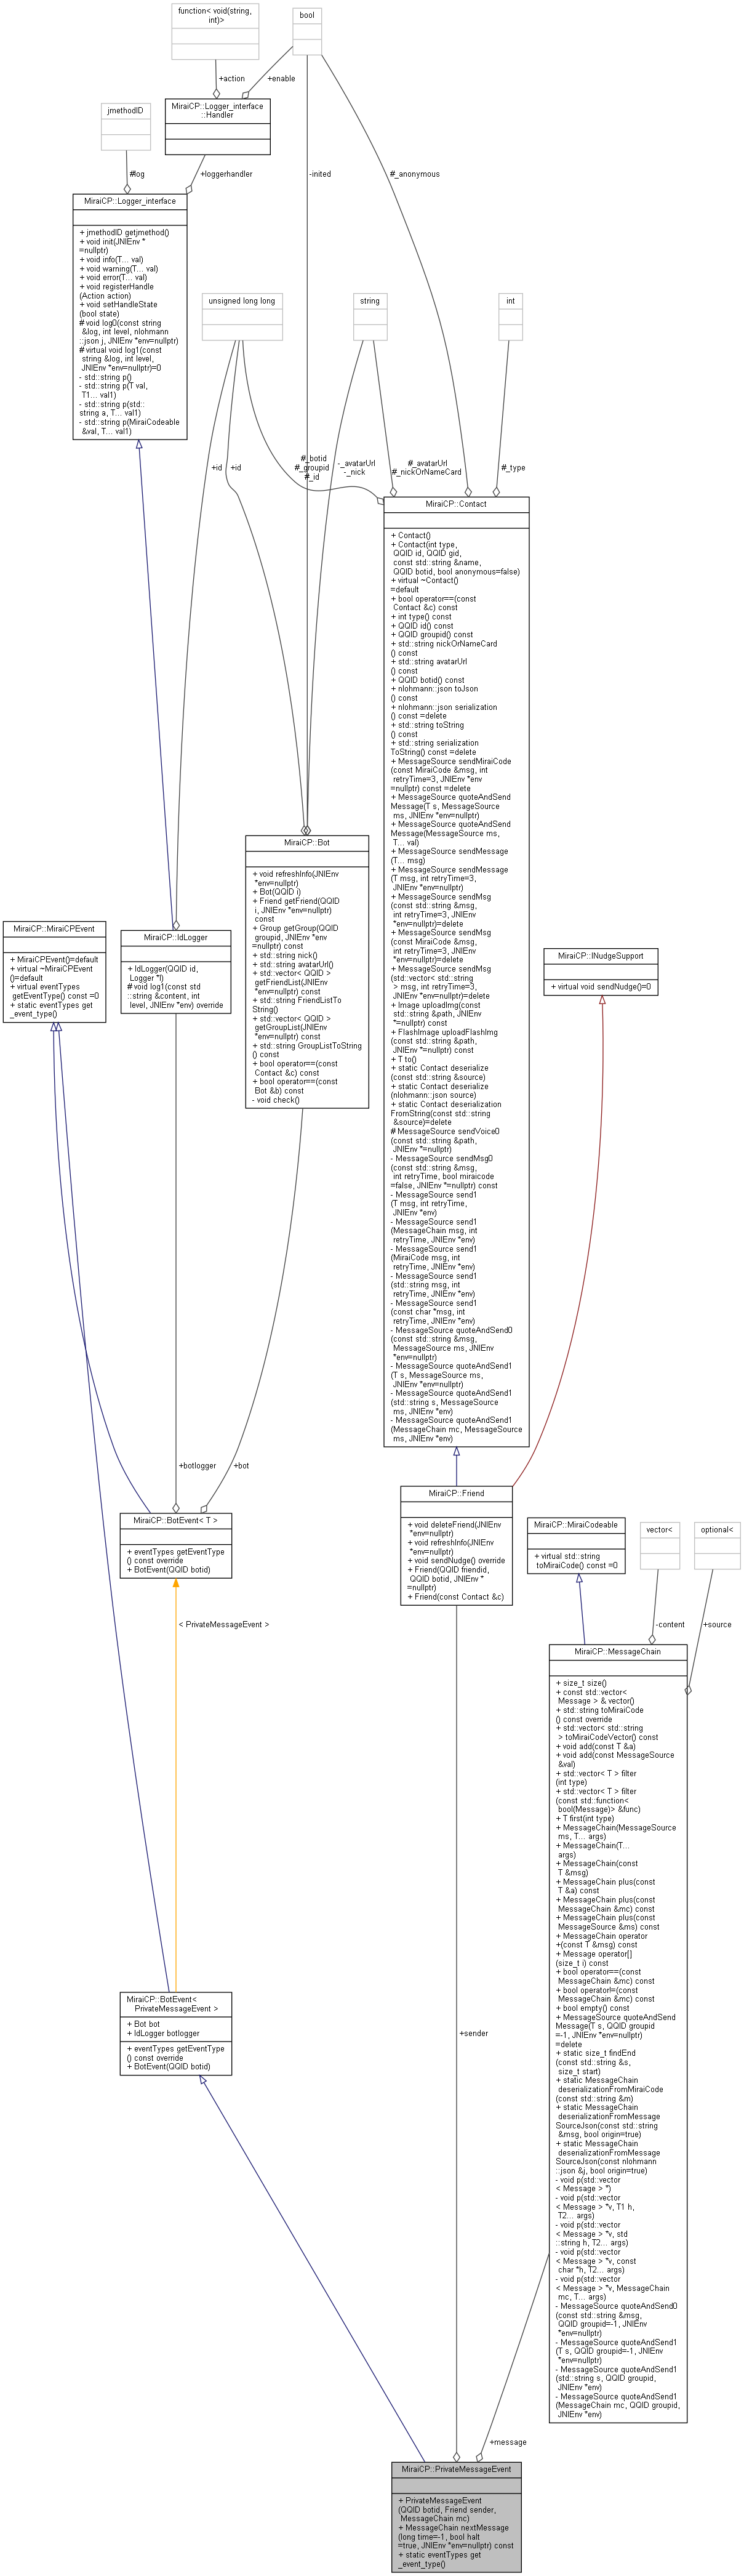 function< void(string,
int)>
bool
+action
+enable
MiraiCP::Logger_interface
::Handler
jmethodID
#log
+loggerhandler
-inited
#_anonymous
MiraiCP::Logger_interface
+ jmethodID getjmethod()
+ void init(JNIEnv *
=nullptr)
+ void info(T... val)
+ void warning(T... val)
+ void error(T... val)
+ void registerHandle
(Action action)
+ void setHandleState
(bool state)
# void log0(const string
&log, int level, nlohmann
::json j, JNIEnv *env=nullptr)
# virtual void log1(const
string &log, int level,
JNIEnv *env=nullptr)=0
- std::string p()
- std::string p(T val,
T1... val1)
- std::string p(std::
string a, T... val1)
- std::string p(MiraiCodeable
&val, T... val1)
unsigned long long
string
int
+id
+id
#_botid
#_groupid
#_id
-_avatarUrl
-_nick
#_avatarUrl
#_nickOrNameCard
#_type
MiraiCP::Contact
+ Contact()
+ Contact(int type,
QQID id, QQID gid,
const std::string &name,
QQID botid, bool anonymous=false)
+ virtual ~Contact()
=default
+ bool operator==(const
Contact &c) const
+ int type() const
+ QQID id() const
+ QQID groupid() const
+ std::string nickOrNameCard
() const
+ std::string avatarUrl
() const
+ QQID botid() const
+ nlohmann::json toJson
() const
+ nlohmann::json serialization
() const =delete
+ std::string toString
() const
+ std::string serialization
ToString() const =delete
+ MessageSource sendMiraiCode
(const MiraiCode &msg, int
retryTime=3, JNIEnv *env
=nullptr) const =delete
+ MessageSource quoteAndSend
Message(T s, MessageSource
ms, JNIEnv *env=nullptr)
+ MessageSource quoteAndSend
Message(MessageSource ms,
T... val)
+ MessageSource sendMessage
(T... msg)
+ MessageSource sendMessage
(T msg, int retryTime=3,
JNIEnv *env=nullptr)
+ MessageSource sendMsg
(const std::string &msg,
int retryTime=3, JNIEnv
*env=nullptr)=delete
+ MessageSource sendMsg
(const MiraiCode &msg,
int retryTime=3, JNIEnv
*env=nullptr)=delete
+ MessageSource sendMsg
(std::vector< std::string
> msg, int retryTime=3,
JNIEnv *env=nullptr)=delete
+ Image uploadImg(const
std::string &path, JNIEnv
*=nullptr) const
+ FlashImage uploadFlashImg
(const std::string &path,
JNIEnv *=nullptr) const
+ T to()
+ static Contact deserialize
(const std::string &source)
+ static Contact deserialize
(nlohmann::json source)
+ static Contact deserialization
FromString(const std::string
&source)=delete
# MessageSource sendVoice0
(const std::string &path,
JNIEnv *=nullptr)
- MessageSource sendMsg0
(const std::string &msg,
int retryTime, bool miraicode
=false, JNIEnv *=nullptr) const
- MessageSource send1
(T msg, int retryTime,
JNIEnv *env)
- MessageSource send1
(MessageChain msg, int
retryTime, JNIEnv *env)
- MessageSource send1
(MiraiCode msg, int
retryTime, JNIEnv *env)
- MessageSource send1
(std::string msg, int
retryTime, JNIEnv *env)
- MessageSource send1
(const char *msg, int
retryTime, JNIEnv *env)
- MessageSource quoteAndSend0
(const std::string &msg,
MessageSource ms, JNIEnv
*env=nullptr)
- MessageSource quoteAndSend1
(T s, MessageSource ms,
JNIEnv *env=nullptr)
- MessageSource quoteAndSend1
(std::string s, MessageSource
ms, JNIEnv *env)
- MessageSource quoteAndSend1
(MessageChain mc, MessageSource
ms, JNIEnv *env)
MiraiCP::Bot
+ void refreshInfo(JNIEnv
*env=nullptr)
+ Bot(QQID i)
+ Friend getFriend(QQID
i, JNIEnv *env=nullptr)
const
+ Group getGroup(QQID
groupid, JNIEnv *env
=nullptr) const
+ std::string nick()
+ std::string avatarUrl()
+ std::vector< QQID >
getFriendList(JNIEnv
*env=nullptr) const
+ std::string FriendListTo
String()
+ std::vector< QQID >
getGroupList(JNIEnv
*env=nullptr) const
+ std::string GroupListToString
() const
+ bool operator==(const
Contact &c) const
+ bool operator==(const
Bot &b) const
- void check()
MiraiCP::MiraiCPEvent
+ MiraiCPEvent()=default
+ virtual ~MiraiCPEvent
()=default
+ virtual eventTypes
getEventType() const =0
+ static eventTypes get
_event_type()
MiraiCP::IdLogger
+ IdLogger(QQID id,
Logger *l)
# void log1(const std
::string &content, int
level, JNIEnv *env) override
MiraiCP::INudgeSupport
+ virtual void sendNudge()=0
+botlogger
+bot
MiraiCP::BotEvent< T >
+ eventTypes getEventType
() const override
+ BotEvent(QQID botid)
MiraiCP::Friend
+ void deleteFriend(JNIEnv
*env=nullptr)
+ void refreshInfo(JNIEnv
*env=nullptr)
+ void sendNudge() override
+ Friend(QQID friendid,
QQID botid, JNIEnv *
=nullptr)
+ Friend(const Contact &c)
MiraiCP::MiraiCodeable
+ virtual std::string
toMiraiCode() const =0
vector<
optional<
< PrivateMessageEvent >
-content
+source
MiraiCP::MessageChain
+ size_t size()
+ const std::vector<
Message > & vector()
+ std::string toMiraiCode
() const override
+ std::vector< std::string
> toMiraiCodeVector() const
+ void add(const T &a)
+ void add(const MessageSource
&val)
+ std::vector< T > filter
(int type)
+ std::vector< T > filter
(const std::function<
bool(Message)> &func)
+ T first(int type)
+ MessageChain(MessageSource
ms, T... args)
+ MessageChain(T...
args)
+ MessageChain(const
T &msg)
+ MessageChain plus(const
T &a) const
+ MessageChain plus(const
MessageChain &mc) const
+ MessageChain plus(const
MessageSource &ms) const
+ MessageChain operator
+(const T &msg) const
+ Message operator[]
(size_t i) const
+ bool operator==(const
MessageChain &mc) const
+ bool operator!=(const
MessageChain &mc) const
+ bool empty() const
+ MessageSource quoteAndSend
Message(T s, QQID groupid
=-1, JNIEnv *env=nullptr)
=delete
+ static size_t findEnd
(const std::string &s,
size_t start)
+ static MessageChain
deserializationFromMiraiCode
(const std::string &m)
+ static MessageChain
deserializationFromMessage
SourceJson(const std::string
&msg, bool origin=true)
+ static MessageChain
deserializationFromMessage
SourceJson(const nlohmann
::json &j, bool origin=true)
- void p(std::vector
< Message > *)
- void p(std::vector
< Message > *v, T1 h,
T2... args)
- void p(std::vector
< Message > *v, std
::string h, T2... args)
- void p(std::vector
< Message > *v, const
char *h, T2... args)
- void p(std::vector
< Message > *v, MessageChain
mc, T... args)
- MessageSource quoteAndSend0
(const std::string &msg,
QQID groupid=-1, JNIEnv
*env=nullptr)
- MessageSource quoteAndSend1
(T s, QQID groupid=-1, JNIEnv
*env=nullptr)
- MessageSource quoteAndSend1
(std::string s, QQID groupid,
JNIEnv *env)
- MessageSource quoteAndSend1
(MessageChain mc, QQID groupid,
JNIEnv *env)
MiraiCP::BotEvent<
PrivateMessageEvent >
+ Bot bot
+ IdLogger botlogger
+ eventTypes getEventType
() const override
+ BotEvent(QQID botid)
+sender
+message
MiraiCP::PrivateMessageEvent
+ PrivateMessageEvent
(QQID botid, Friend sender,
MessageChain mc)
+ MessageChain nextMessage
(long time=-1, bool halt
=true, JNIEnv *env=nullptr) const
+ static eventTypes get
_event_type()